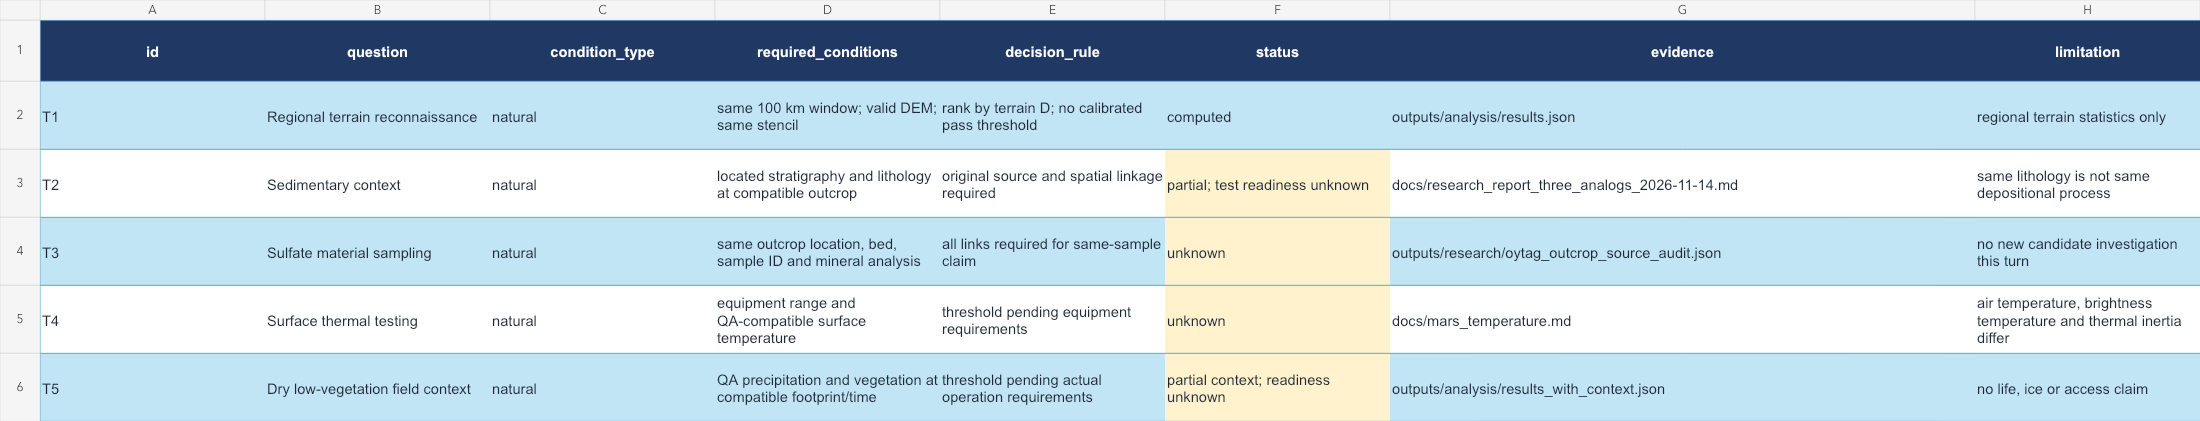 A B C D E F G H
1 id question condition_type required_conditions decision_rule status evidence limitation
2 T1 Regional terrain reconnaissance natural same 100 km window; valid DEM; same stencil rank by terrain D; no calibrated pass threshold computed outputs/analysis/results.json regional terrain statistics only
3 T2 Sedimentary context natural located stratigraphy and lithology at compatible outcrop original source and spatial linkage required partial; test readiness unknown docs/research_report_three_analogs_2026-11-14.md same lithology is not same depositional process
4 T3 Sulfate material sampling natural same outcrop location, bed, sample ID and mineral analysis all links required for same-sample claim unknown outputs/research/oytag_outcrop_source_audit.json no new candidate investigation this turn
5 T4 Surface thermal testing natural equipment range and QA-compatible surface temperature threshold pending equipment requirements unknown docs/mars_temperature.md air temperature, brightness temperature and thermal inertia differ
6 T5 Dry low-vegetation field context natural QA precipitation and vegetation at compatible footprint/time threshold pending actual operation requirements partial context; readiness unknown outputs/analysis/results_with_context.json no life, ice or access claim